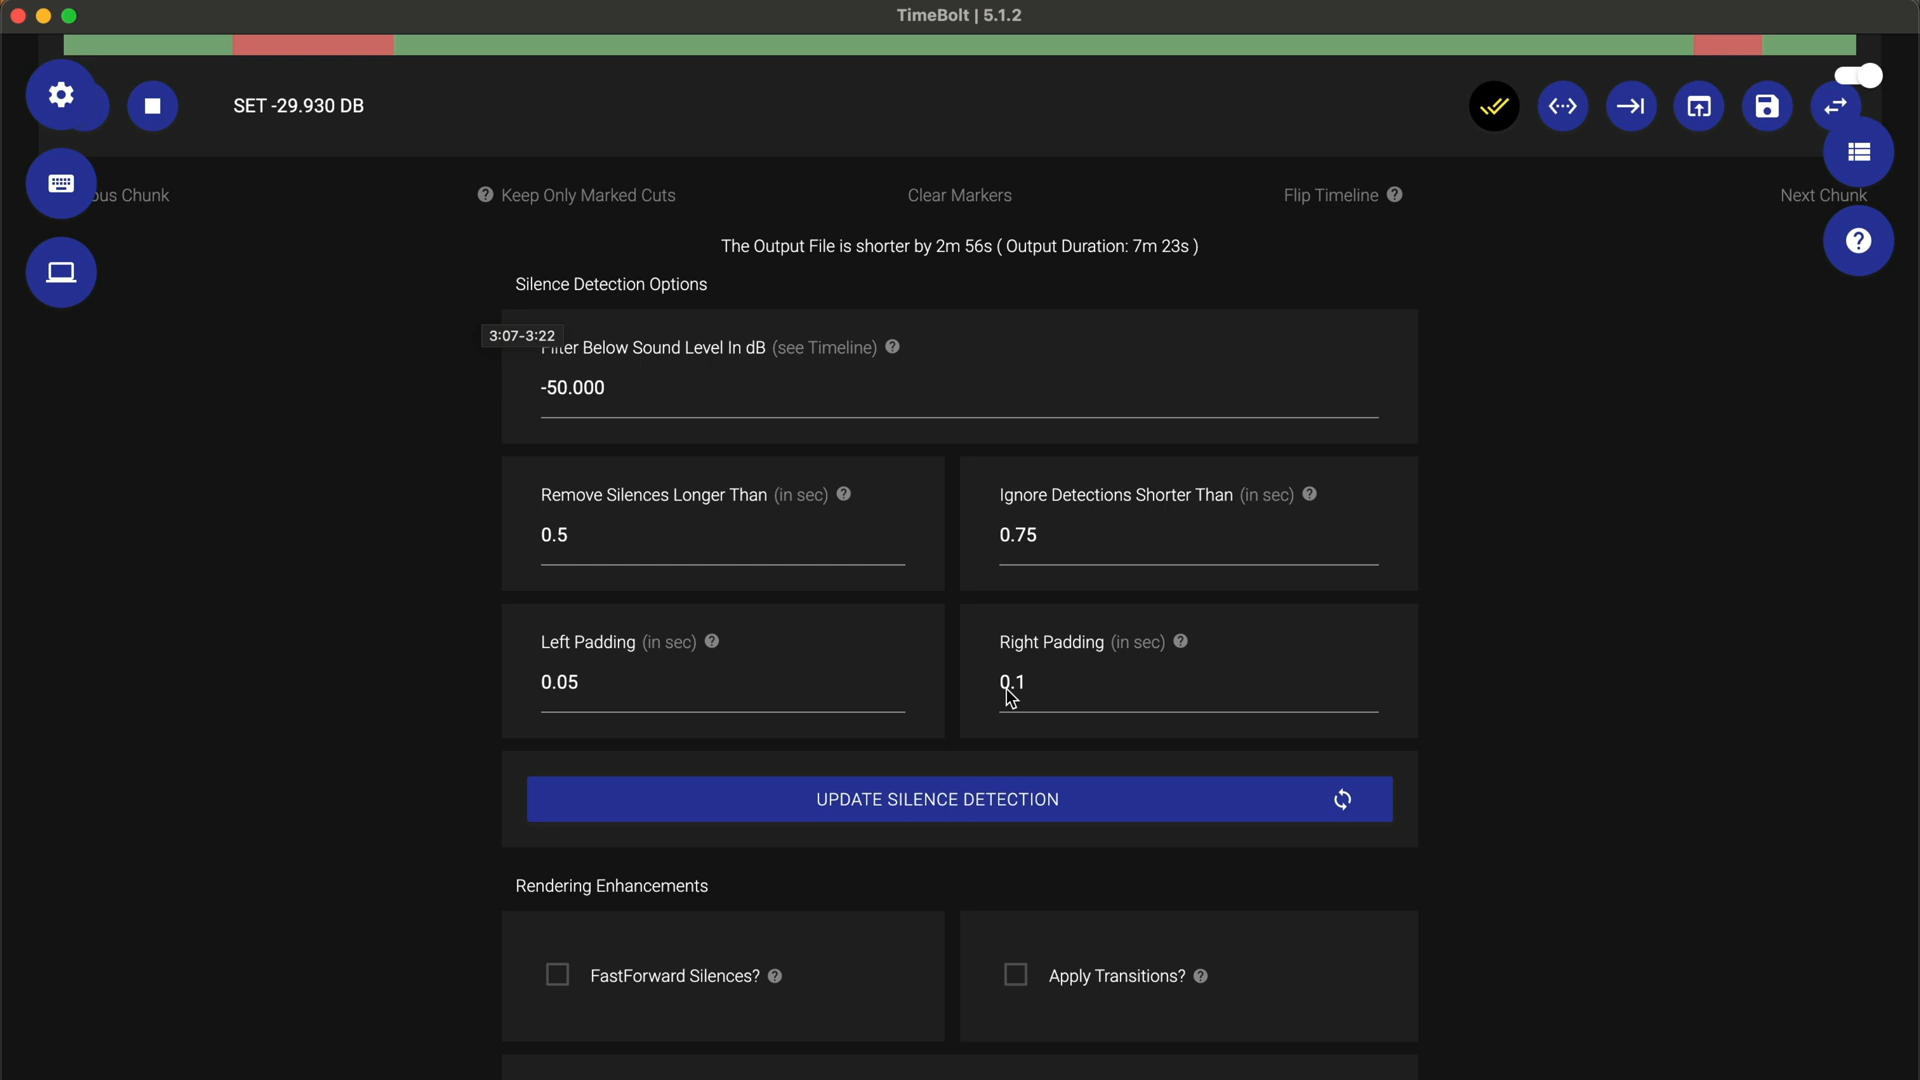 TimeBolt | 5.1.2
SET -29.930 DB
ous Chunk
Keep Only Marked Cuts
Clear Markers
Flip Timeline
Next Chunk
The Output File is shorter by 2m 56s ( Output Duration: 7m 23s )
Silence Detection Options
3:07-3:22
Filter Below Sound Level In dB (see Timeline)
-50.000
Remove Silences Longer Than (in sec)
0.5
Ignore Detections Shorter Than (in sec)
0.75
Left Padding (in sec)
0.05
Right Padding (in sec)
0.1
UPDATE SILENCE DETECTION
Rendering Enhancements
FastForward Silences?
Apply Transitions?